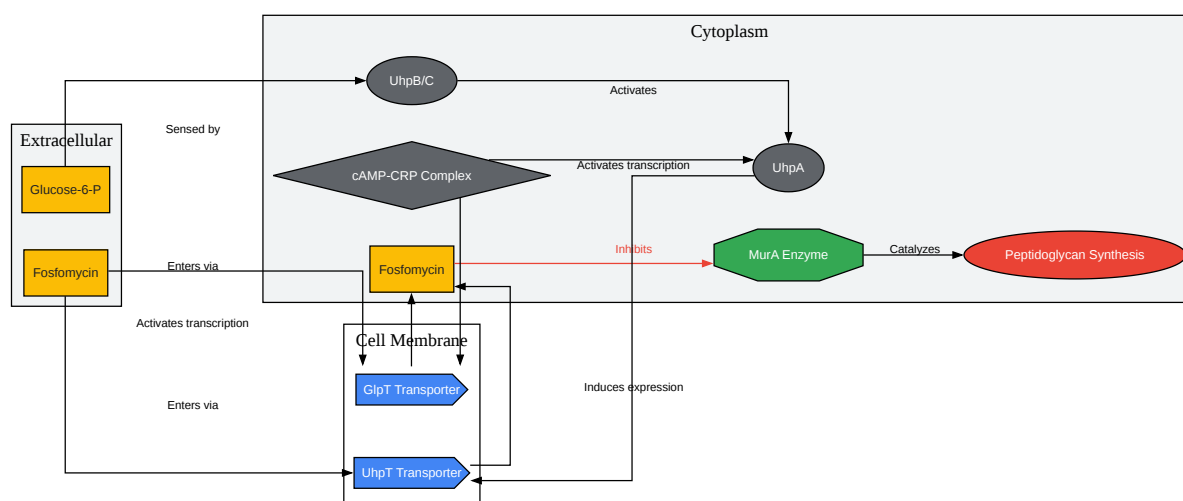 Cytoplasm
UhpB/C
Activates
Sensed by
Extracellular
Activates transcription
cAMP-CRP Complex
UhpA
Glucose-6-P
Inhibits
Catalyzes
MurA Enzyme
Peptidoglycan Synthesis
Enters via
Fosfomycin
Fosfomycin
Activates transcription
Cell Membrane
GlpT Transporter
Induces expression
Enters via
UhpT Transporter